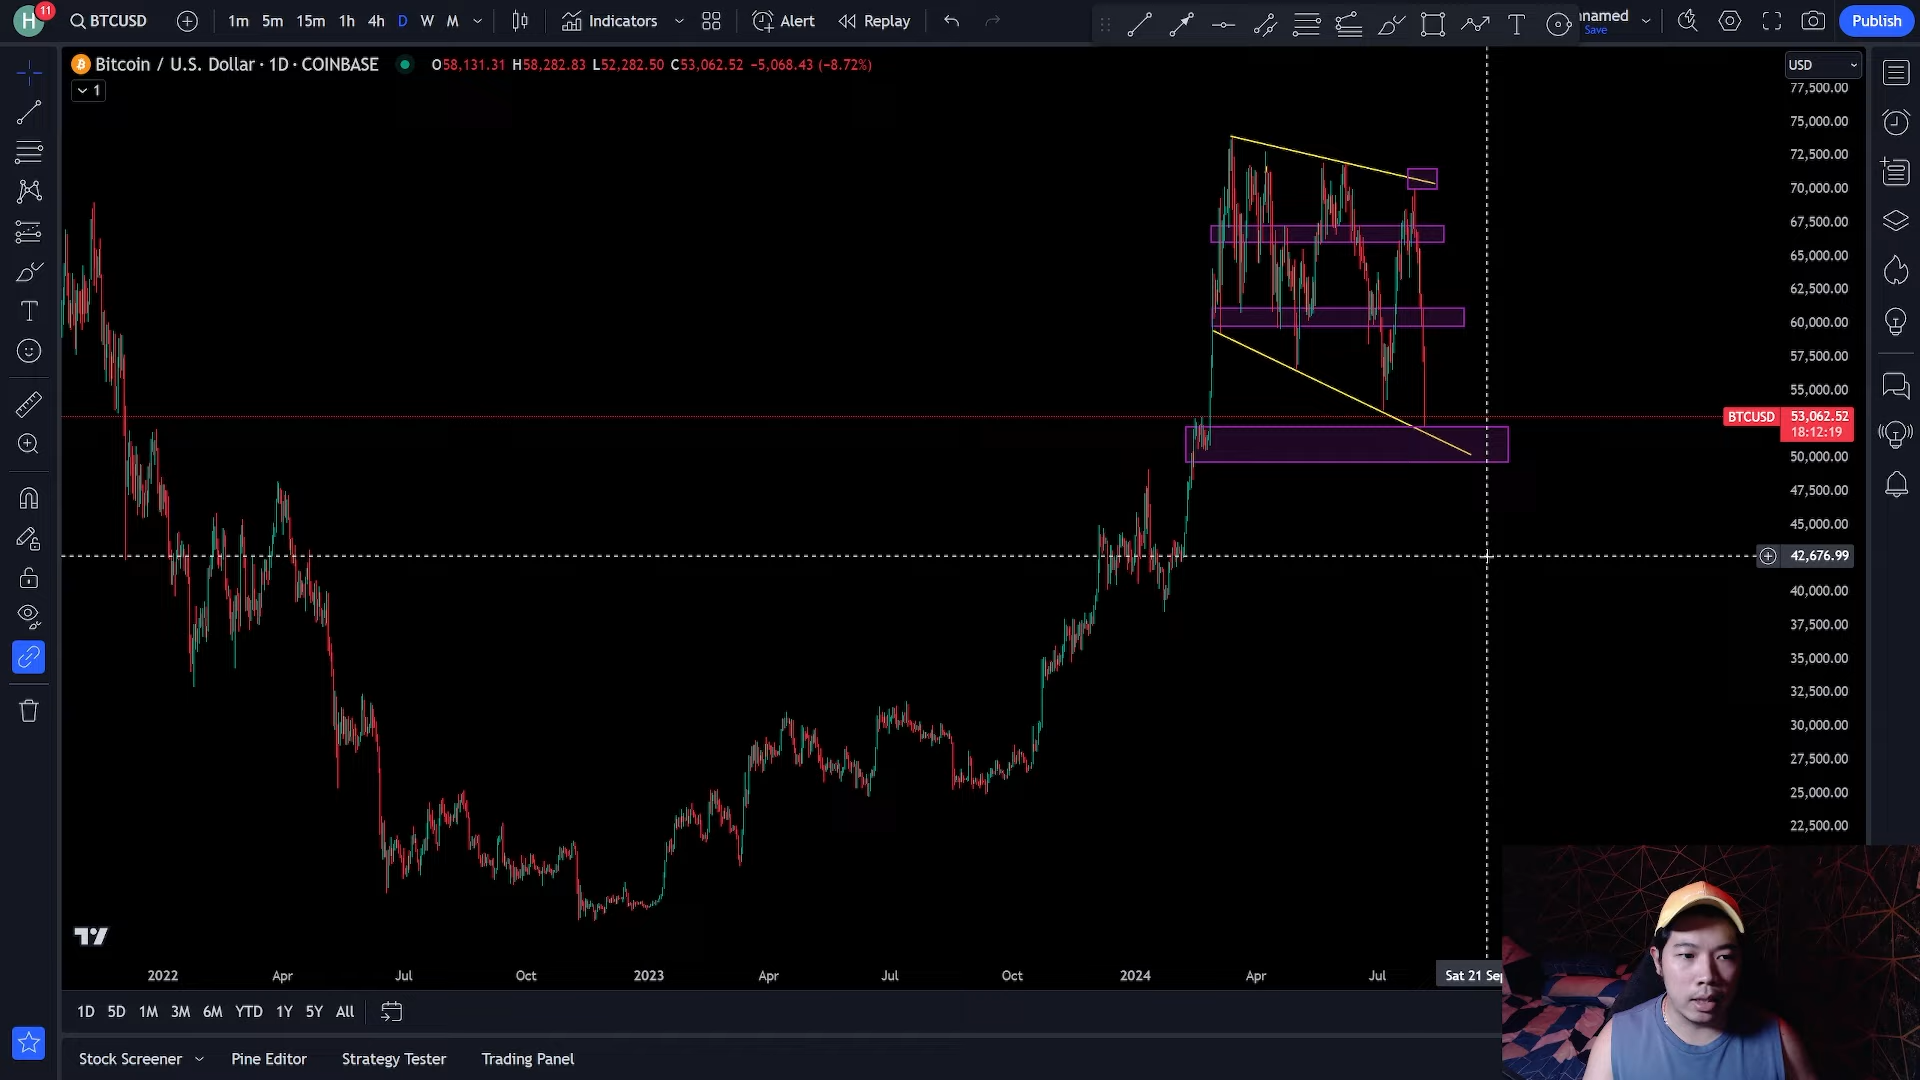 H
11
BTCUSD
1m 5m 15m 1h 4h D W M
Indicators
Alert
Replay
Save
Publish
Bitcoin / U.S. Dollar · 1D · COINBASE
O58,131.31 H58,282.83 L52,282.50 C53,062.52 −5,068.43 (−8.72%)
1
USD
77,500.00
75,000.00
72,500.00
70,000.00
67,500.00
65,000.00
62,500.00
60,000.00
57,500.00
55,000.00
BTCUSD 53,062.52
18:12:19
50,000.00
47,500.00
45,000.00
42,676.99
40,000.00
37,500.00
35,000.00
32,500.00
30,000.00
27,500.00
25,000.00
22,500.00
2022 Apr Jul Oct 2023 Apr Jul Oct 2024 Apr Jul Sat 21 Sep
1D 5D 1M 3M 6M YTD 1Y 5Y All
Stock Screener Pine Editor Strategy Tester Trading Panel